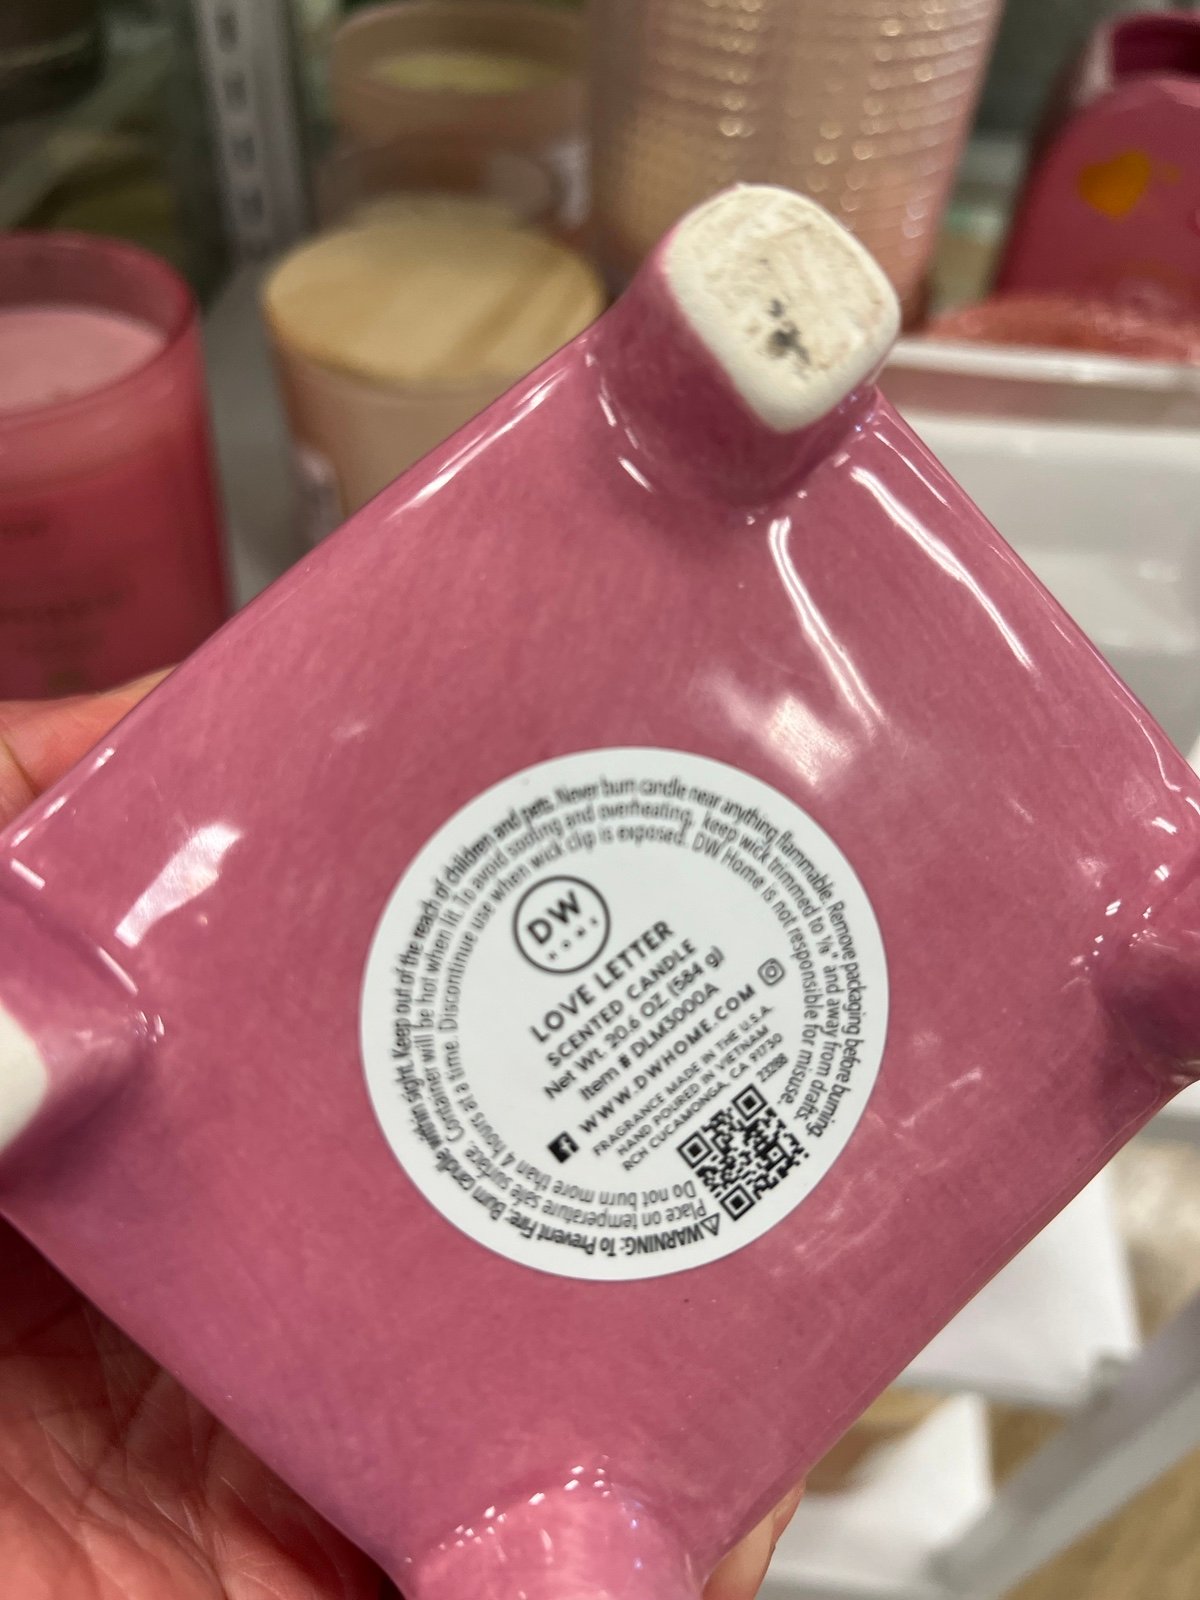 DW
HOME
LOVE LETTER
SCENTED CANDLE
Net Wt. 20.6 OZ (584 g)
Item # DLM3000A
WWW.DWHOME.COM
FRAGRANCE MADE IN THE U.S.A.
HAND POURED IN VIETNAM
RCH CUCAMONGA, CA 91730
23288
⚠WARNING: To Prevent Fire: Burn candle within sight. Keep out of the reach of children and pets. Never burn candle near anything flammable. Remove packaging before burning.
Place on temperature safe surface. Container will be hot when lit. To avoid sooting and overheating, keep wick trimmed to ⅛" and away from drafts.
Do not burn more than 4 hours at a time. Discontinue use when wick clip is exposed. DW Home is not responsible for misuse.